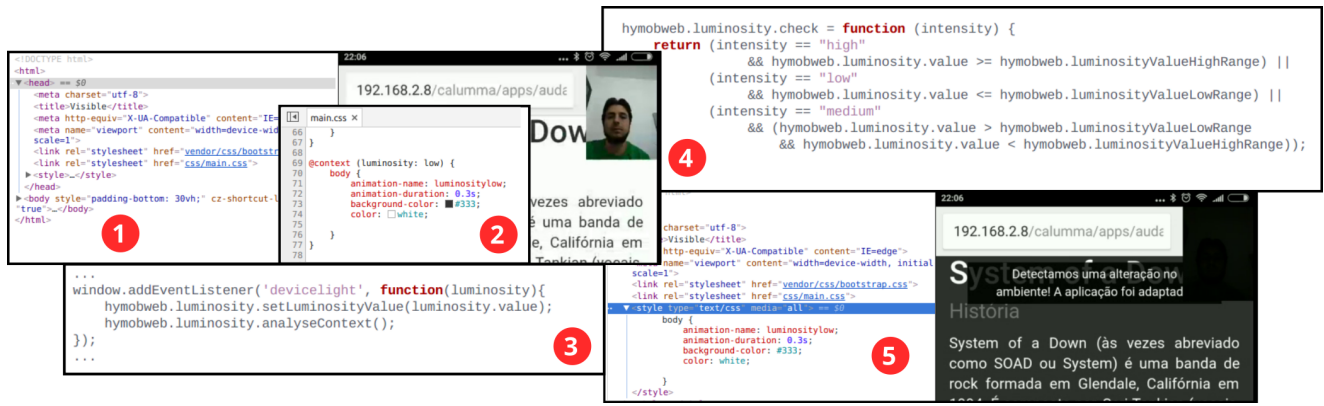 <!DOCTYPE html>
<html>
▼<head> == $0
<meta charset="utf-8">
<title>Visible</title>
<meta http-equiv="X-UA-Compatible" content="IE=
<meta name="viewport" content="width=device-wid
scale=1">
<link rel="stylesheet" href="vendor/css/bootstr
<link rel="stylesheet" href="css/main.css">
▶<style>…</style>
</head>
▶<body style="padding-bottom: 30vh;" cz-shortcut-l
"true">…</body>
</html>
1
22:06
192.168.2.8/calumma/apps/auda
Dow
vezes abreviado
é uma banda de
e, Califórnia em
main.css ×
66 }
67 }
68
69 @context (luminosity: low) {
70 body {
71 animation-name: luminositylow;
72 animation-duration: 0.3s;
73 background-color: #333;
74 color: white;
75
76 }
77 }
78
2
...
window.addEventListener('devicelight', function(luminosity){
hymobweb.luminosity.setLuminosityValue(luminosity.value);
hymobweb.luminosity.analyseContext();
});
...
3
hymobweb.luminosity.check = function (intensity) {
return (intensity == "high"
&& hymobweb.luminosity.value >= hymobweb.luminosityValueHighRange) ||
(intensity == "low"
&& hymobweb.luminosity.value <= hymobweb.luminosityValueLowRange) ||
(intensity == "medium"
&& (hymobweb.luminosity.value > hymobweb.luminosityValueLowRange
&& hymobweb.luminosity.value < hymobweb.luminosityValueHighRange));
4
charset="utf-8">
>Visible</title>
http-equiv="X-UA-Compatible" content="IE=edge">
name="viewport" content="width=device-width, initial
scale=1">
<link rel="stylesheet" href="vendor/css/bootstrap.css">
<link rel="stylesheet" href="css/main.css">
▼<style type="text/css" media="all"> == $0
body {
animation-name: luminositylow;
animation-duration: 0.3s;
background-color: #333;
color: white;
}
</style>
5
22:06
192.168.2.8/calumma/apps/auda
System of a Dow
Detectamos uma alteração no
ambiente! A aplicação foi adaptad
História
System of a Down (às vezes abreviado
como SOAD ou System) é uma banda de
rock formada em Glendale, Califórnia em